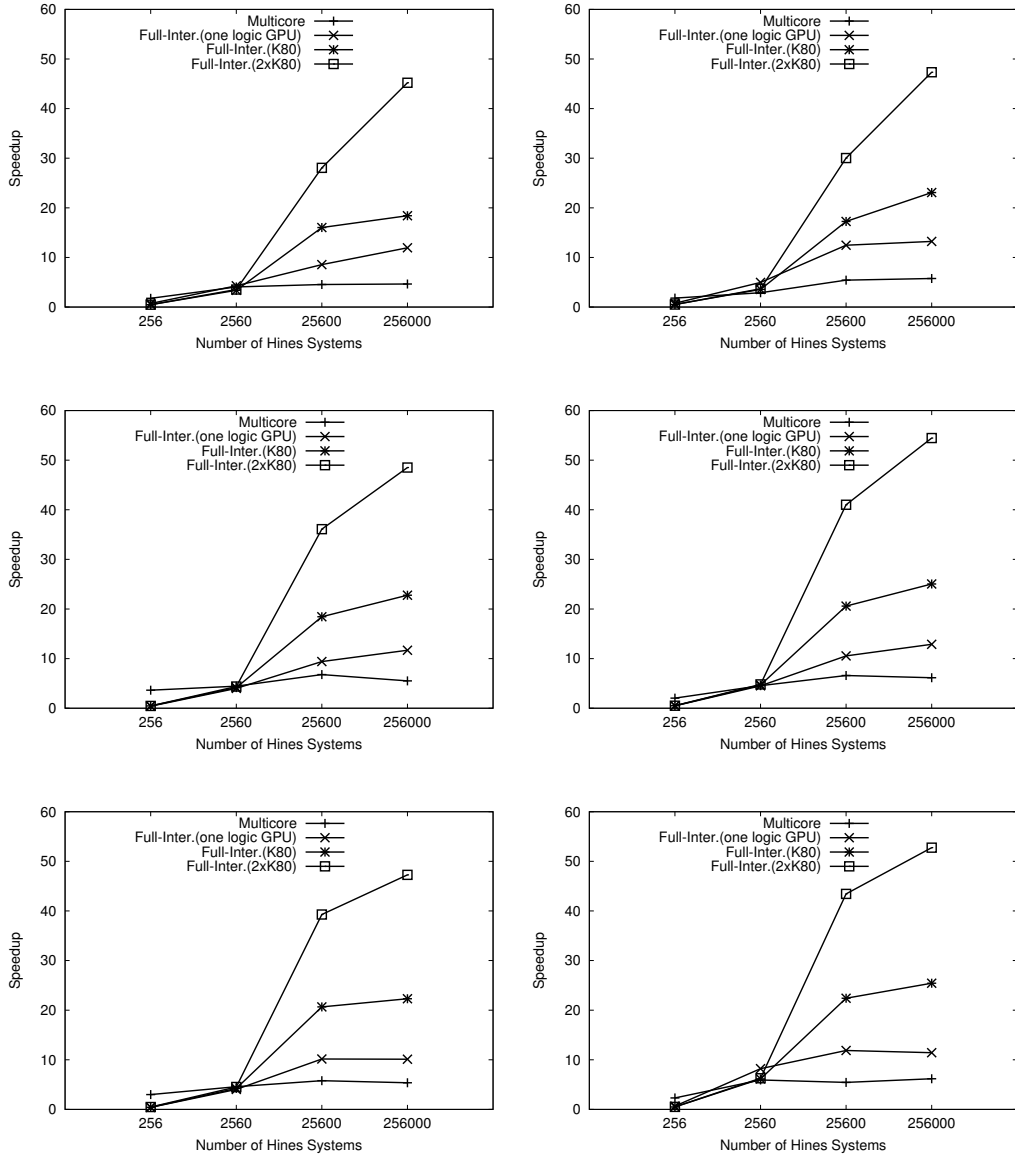 60
50
40
30
20
10
0
Speedup
Multicore
Full-Inter.(one logic GPU)
Full-Inter.(K80)
Full-Inter.(2xK80)
256 2560 25600 256000
Number of Hines Systems
60
50
40
30
20
10
0
Speedup
Multicore
Full-Inter.(one logic GPU)
Full-Inter.(K80)
Full-Inter.(2xK80)
256 2560 25600 256000
Number of Hines Systems
60
50
40
30
20
10
0
Speedup
Multicore
Full-Inter.(one logic GPU)
Full-Inter.(K80)
Full-Inter.(2xK80)
256 2560 25600 256000
Number of Hines Systems
60
50
40
30
20
10
0
Speedup
Multicore
Full-Inter.(one logic GPU)
Full-Inter.(K80)
Full-Inter.(2xK80)
256 2560 25600 256000
Number of Hines Systems
60
50
40
30
20
10
0
Speedup
Multicore
Full-Inter.(one logic GPU)
Full-Inter.(K80)
Full-Inter.(2xK80)
256 2560 25600 256000
Number of Hines Systems
60
50
40
30
20
10
0
Speedup
Multicore
Full-Inter.(one logic GPU)
Full-Inter.(K80)
Full-Inter.(2xK80)
256 2560 25600 256000
Number of Hines Systems